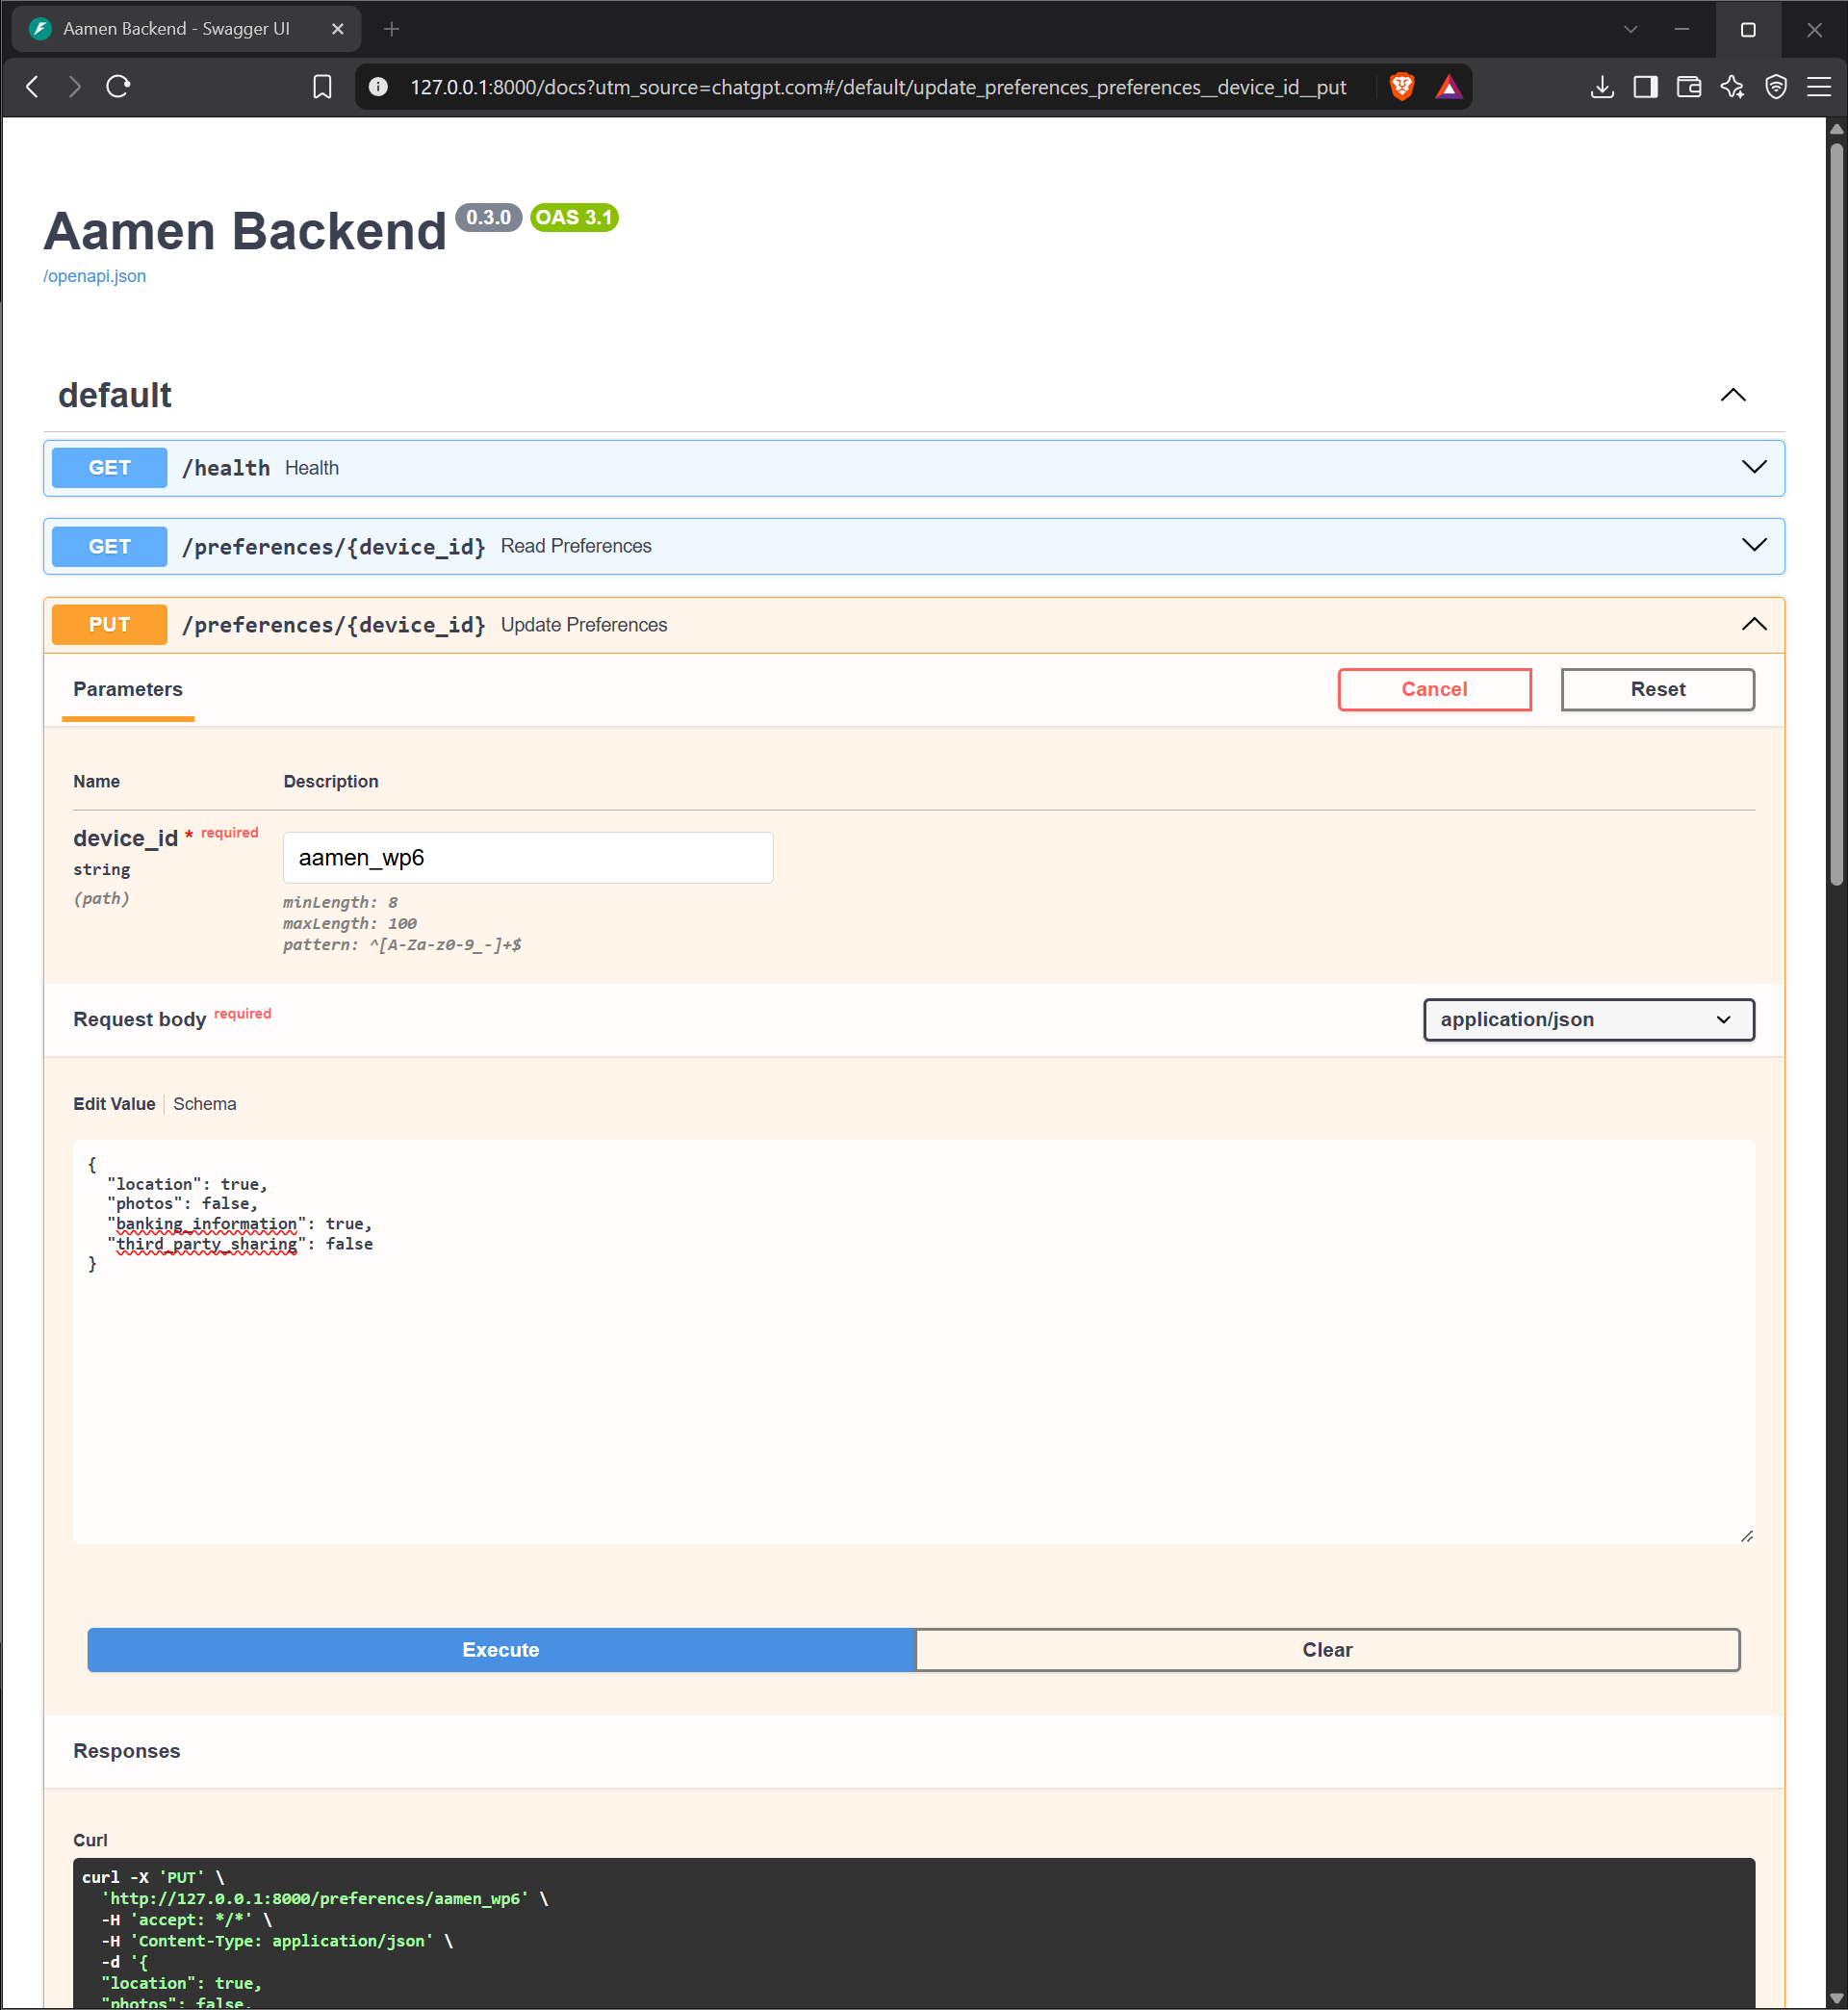 Aamen Backend - Swagger UI
127.0.0.1:8000/docs?utm_source=chatgpt.com#/default/update_preferences_preferences__device_id__put
Aamen Backend 0.3.0 OAS 3.1
/openapi.json
default
GET /health Health
GET /preferences/{device_id} Read Preferences
PUT /preferences/{device_id} Update Preferences
Parameters Cancel Reset
Name Description
device_id * required
string
(path)
aamen_wp6
minLength: 8
maxLength: 100
pattern: ^[A-Za-z0-9_-]+$
Request body required application/json
Edit Value Schema
{
  "location": true,
  "photos": false,
  "banking_information": true,
  "third_party_sharing": false
}
Execute Clear
Responses
Curl
curl -X 'PUT' \
  'http://127.0.0.1:8000/preferences/aamen_wp6' \
  -H 'accept: */*' \
  -H 'Content-Type: application/json' \
  -d '{
  "location": true,
  "photos": false,